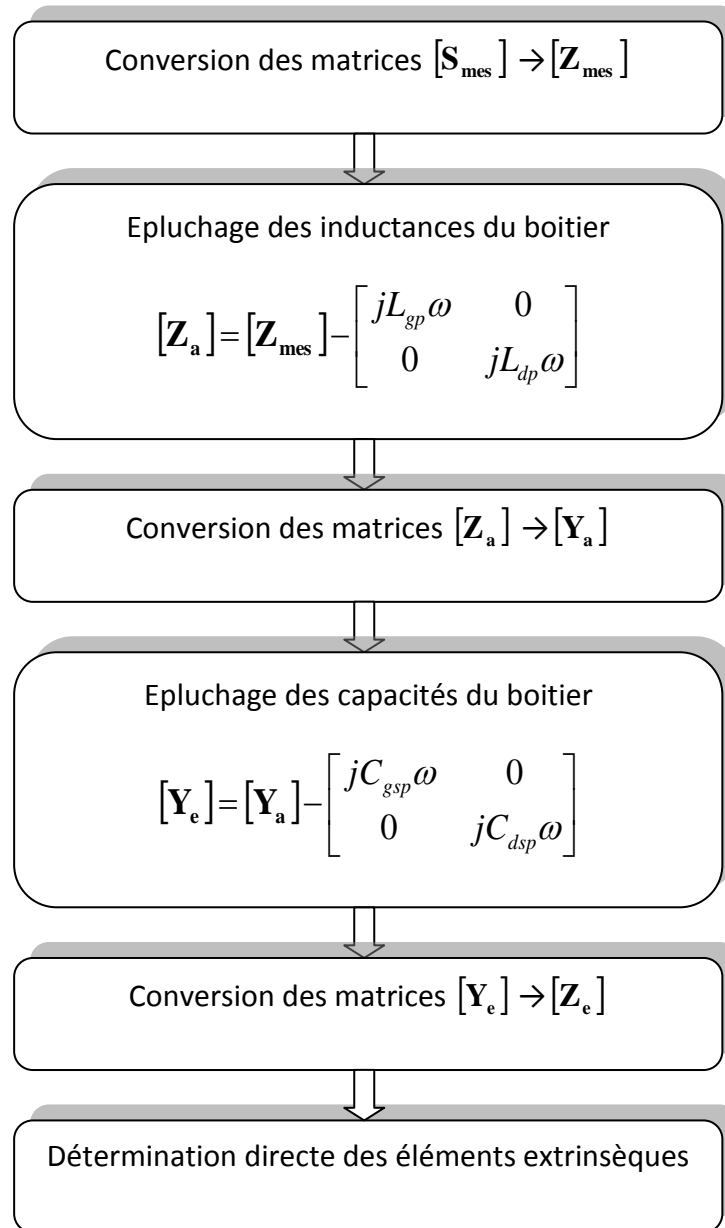 Conversion des matrices [S_mes] → [Z_mes]
Epluchage des inductances du boitier
[Z_a] = [Z_mes] − [jL_gp ω 0
0 jL_dp ω]
Conversion des matrices [Z_a] → [Y_a]
Epluchage des capacités du boitier
[Y_e] = [Y_a] − [jC_gsp ω 0
0 jC_dsp ω]
Conversion des matrices [Y_e] → [Z_e]
Détermination directe des éléments extrinsèques